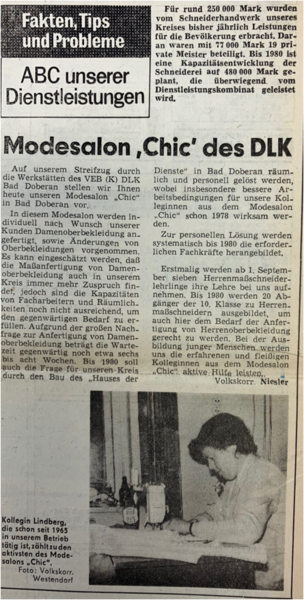 Fakten, Tips
und Probleme
ABC unserer
Dienstleistungen
Für rund 250 000 Mark wurden
vom Schneiderhandwerk unseres
Kreises bisher jährlich Leistungen
für die Bevölkerung erbracht. Dar-
an waren mit 77 000 Mark 19 pri-
vate Meister beteiligt. Bis 1980 ist
eine Kapazitätsentwicklung der
Schneiderei auf 480 000 Mark ge-
plant, die überwiegend vom
Dienstleistungskombinat geleistet
wird.
Modesalon ‚Chic' des DLK
Auf unserem Streifzug durch
die Werkstätten des VEB (K) DLK
Bad Doberan stellen wir Ihnen
heute unseren Modesalon „Chic"
in Bad Doberan vor.
In diesem Modesalon werden in-
dividuell nach Wunsch unserer
Kunden Damenoberbekleidung an-
gefertigt, sowie Änderungen von
Oberbekleidungen vorgenommen.
Es kann eingeschätzt werden, daß
die Maßanfertigung von Damen-
oberbekleidung auch in unserem
Kreis immer mehr Zuspruch fin-
det, jedoch sind die Kapazitäten
von Facharbeitern und Räumlich-
keiten noch nicht ausreichend, um
den gegenwärtigen Bedarf zu er-
füllen. Aufgrund der großen Nach-
frage zur Anfertigung von Damen-
oberbekleidung beträgt die Warte-
zeit gegenwärtig noch etwa sechs
bis acht Wochen. Bis 1980 soll
auch die Frage für unseren Kreis
durch den Bau des „Hauses der
Dienste" in Bad Doberan räum-
lich und personell gelöst werden,
wobei insbesondere bessere Ar-
beitsbedingungen für unsere Kol-
leginnen aus dem Modesalon
„Chic" schon 1978 wirksam wer-
den.
Zur personellen Lösung werden
systematisch bis 1980 die erforder-
lichen Fachkräfte herangebildet.
Erstmalig werden ab 1. Septem-
ber sieben Herrenmaßschneider-
lehrlinge ihre Lehre bei uns auf-
nehmen. Bis 1980 werden 20 Ab-
gänger der 10. Klasse zu Herren-
maßschneidern ausgebildet, um
auch hier dem Bedarf der Anfer-
tigung von Herrenoberbekleidung
gerecht zu werden. Bei der Aus-
bildung junger Menschen werden
uns die erfahrenen und fleißigen
Kolleginnen aus dem Modesalon
„Chic" aktive Hilfe leisten.
Volkskorr. Niesler
Kollegin Lindberg,
die schon seit 1965
in unserem Betrieb
tätig ist, zählt zu den
aktivsten des Mode-
salons „Chic".
Foto: Volkskorr.
Westendorf